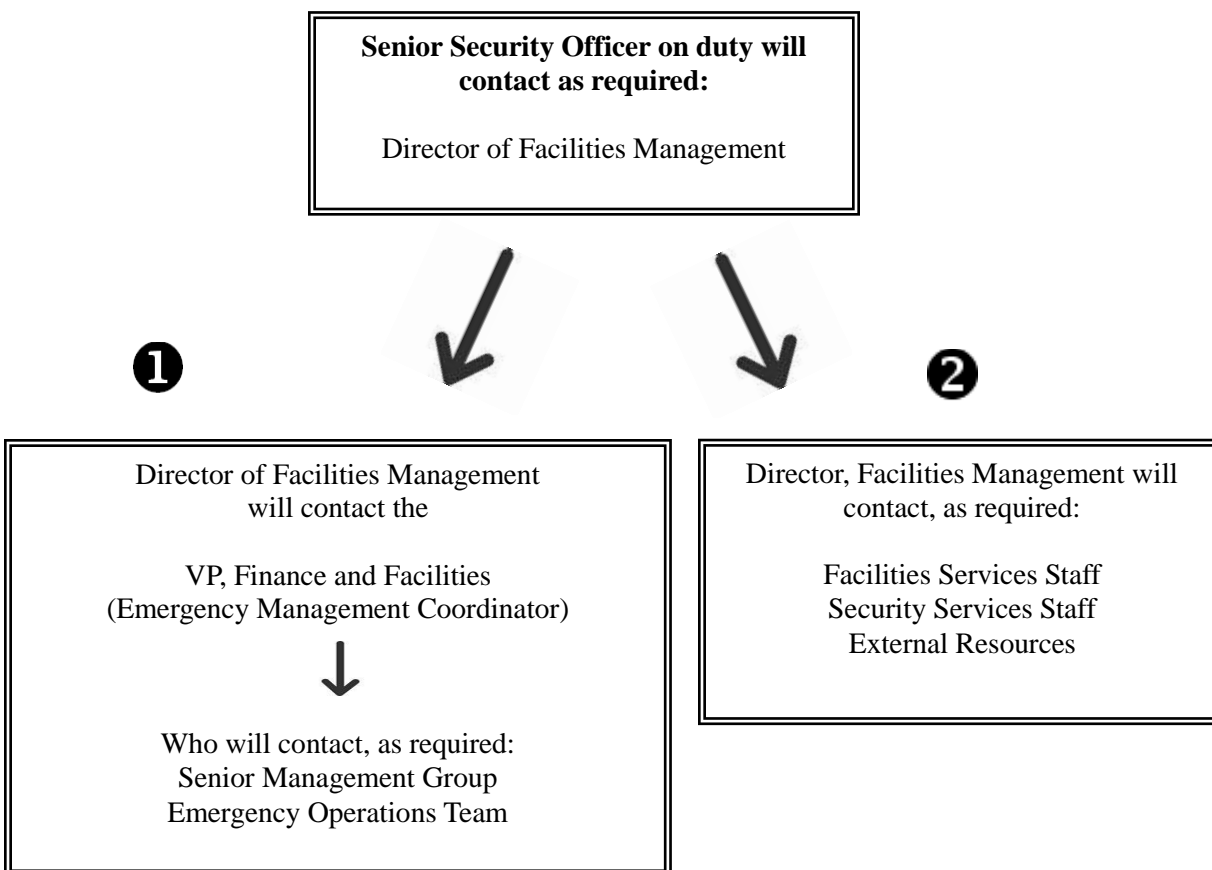 Senior Security Officer on duty will
contact as required:
Director of Facilities Management
❶
❷
Director of Facilities Management
will contact the
VP, Finance and Facilities
(Emergency Management Coordinator)
Who will contact, as required:
Senior Management Group
Emergency Operations Team
Director, Facilities Management will
contact, as required:
Facilities Services Staff
Security Services Staff
External Resources